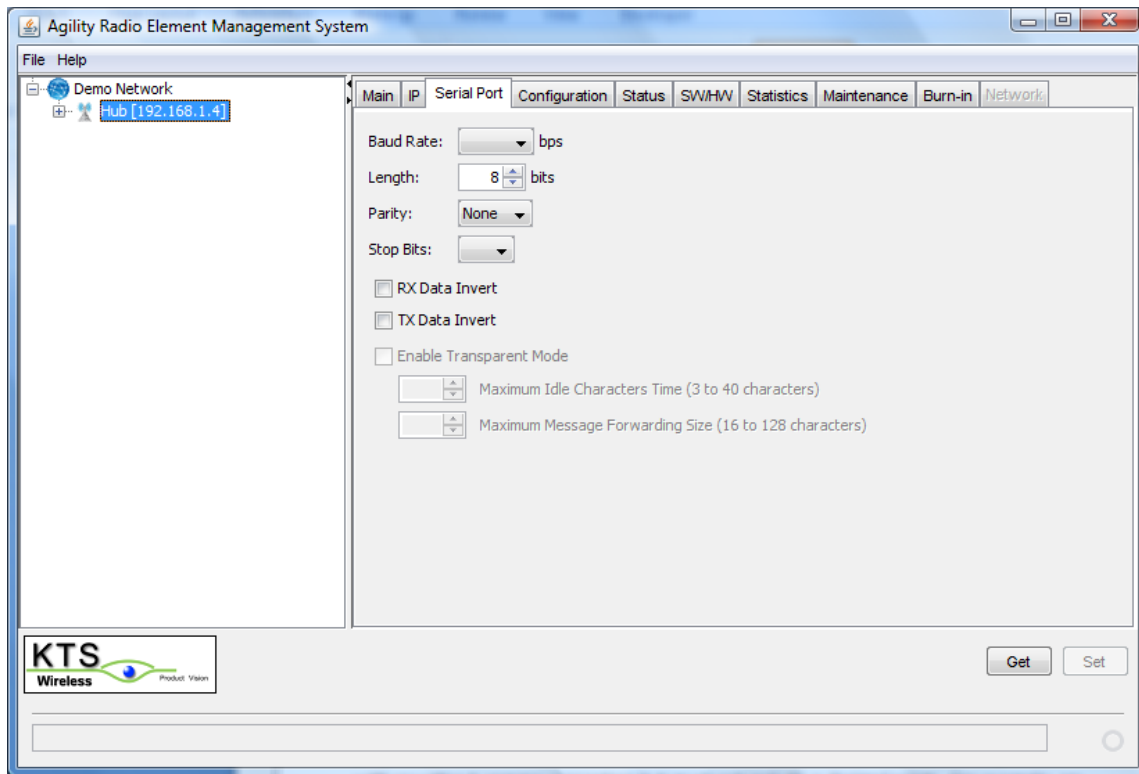 Agility Radio Element Management System
File Help
Demo Network
Hub [192.168.1.4]
Main IP Serial Port Configuration Status SW/HW Statistics Maintenance Burn-in Network
Baud Rate: bps
Length: 8 bits
Parity: None
Stop Bits:
RX Data Invert
TX Data Invert
Enable Transparent Mode
Maximum Idle Characters Time (3 to 40 characters)
Maximum Message Forwarding Size (16 to 128 characters)
KTS
Wireless Product Vision
Get Set